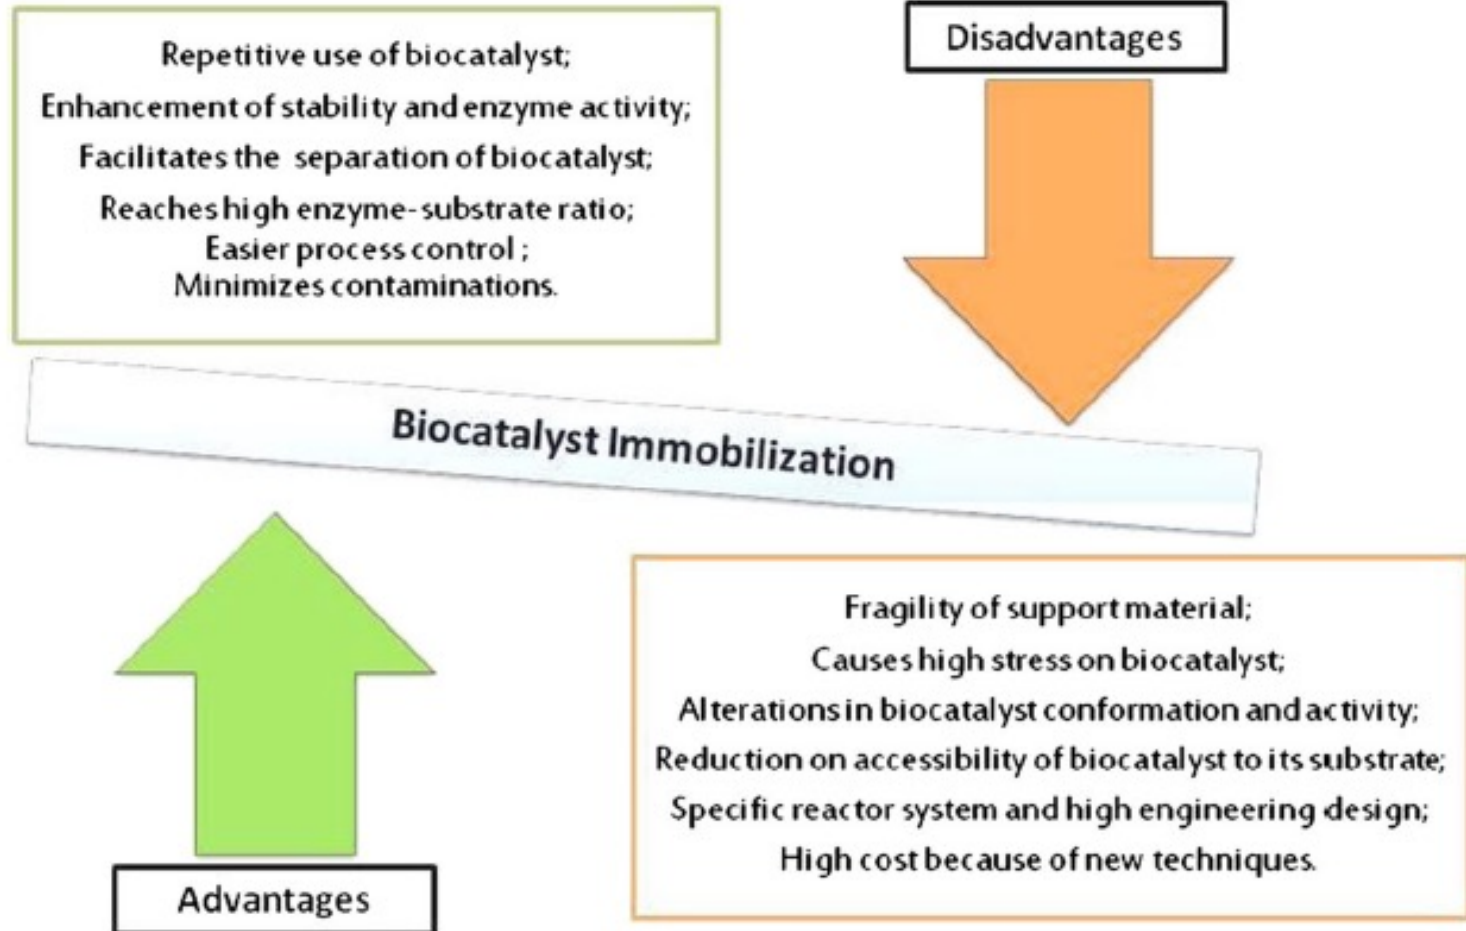 Repetitive use of biocatalyst;
Enhancement of stability and enzyme activity;
Facilitates the separation of biocatalyst;
Reaches high enzyme-substrate ratio;
Easier process control ;
Minimizes contaminations.
Disadvantages
Biocatalyst Immobilization
Advantages
Fragility of support material;
Causes high stress on biocatalyst;
Alterations in biocatalyst conformation and activity;
Reduction on accessibility of biocatalyst to its substrate;
Specific reactor system and high engineering design;
High cost because of new techniques.